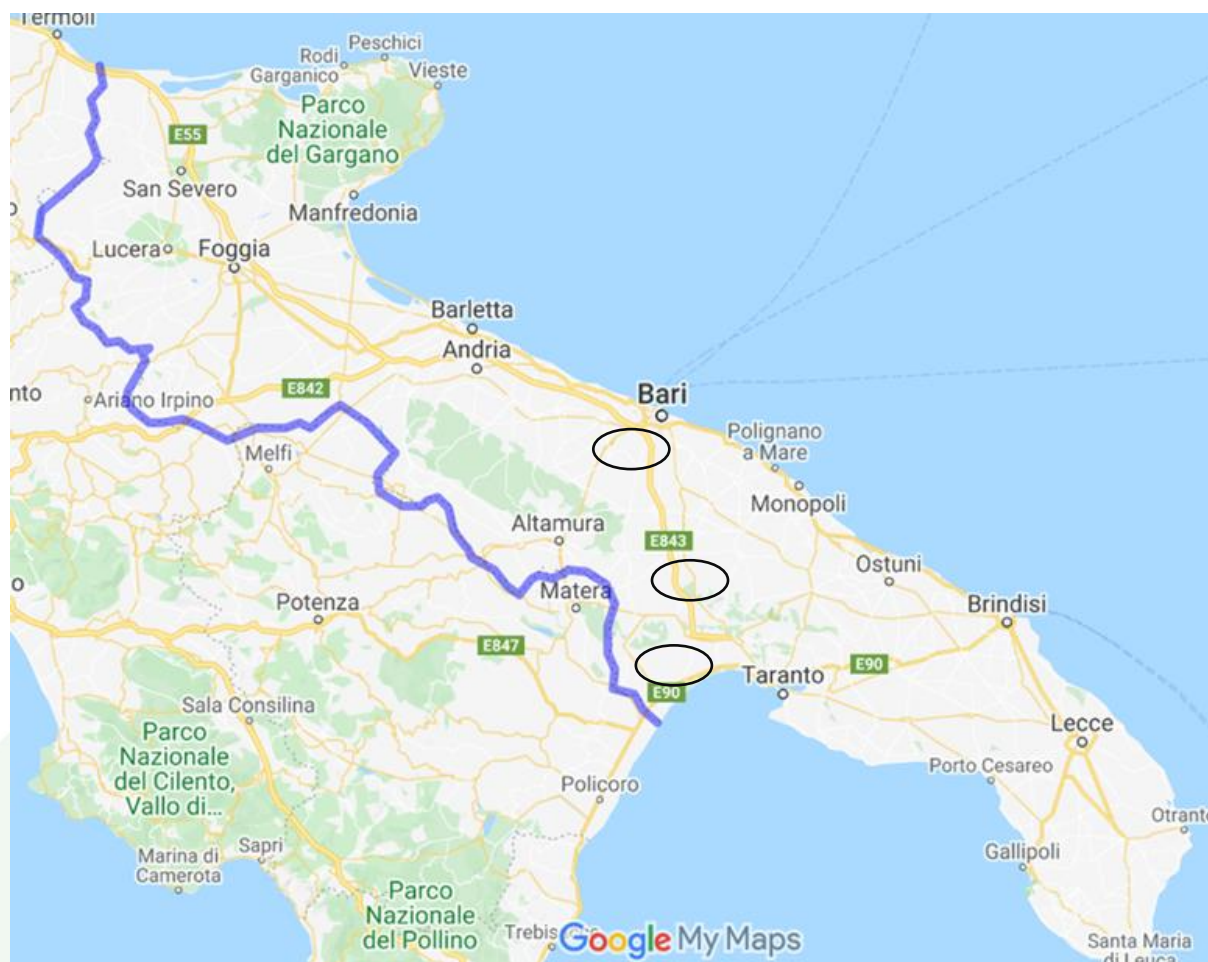 Termoli
Rodi
Garganico
Peschici
Vieste
Parco
Nazionale
del Gargano
E55
San Severo
Manfredonia
Lucera
Foggia
Barletta
Andria
E842
nto
Ariano Irpino
Bari
Melfi
Polignano
a Mare
Monopoli
Altamura
E843
Ostuni
Matera
Potenza
Brindisi
E847
Taranto
E90
E90
Sala Consilina
Lecce
Parco
Nazionale
del Cilento,
Vallo di...
Porto Cesareo
Policoro
Otranto
Marina di
Camerota
Sapri
Gallipoli
Parco
Nazionale
del Pollino
Google My Maps
Santa Maria
di Leuca